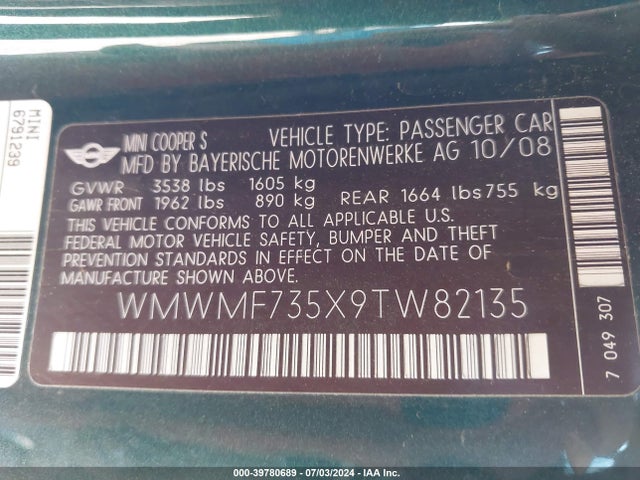 MINI
6791239
MINI COOPER S VEHICLE TYPE: PASSENGER CAR
MFD BY BAYERISCHE MOTORENWERKE AG 10/08
GVWR 3538 lbs 1605 kg
GAWR FRONT 1962 lbs 890 kg REAR 1664 lbs 755 kg
THIS VEHICLE CONFORMS TO ALL APPLICABLE U.S.
FEDERAL MOTOR VEHICLE SAFETY, BUMPER AND THEFT
PREVENTION STANDARDS IN EFFECT ON THE DATE OF
MANUFACTURE SHOWN ABOVE.
WMWMF735X9TW82135
7 049 307
000-39780689 - 07/03/2024 - IAA Inc.